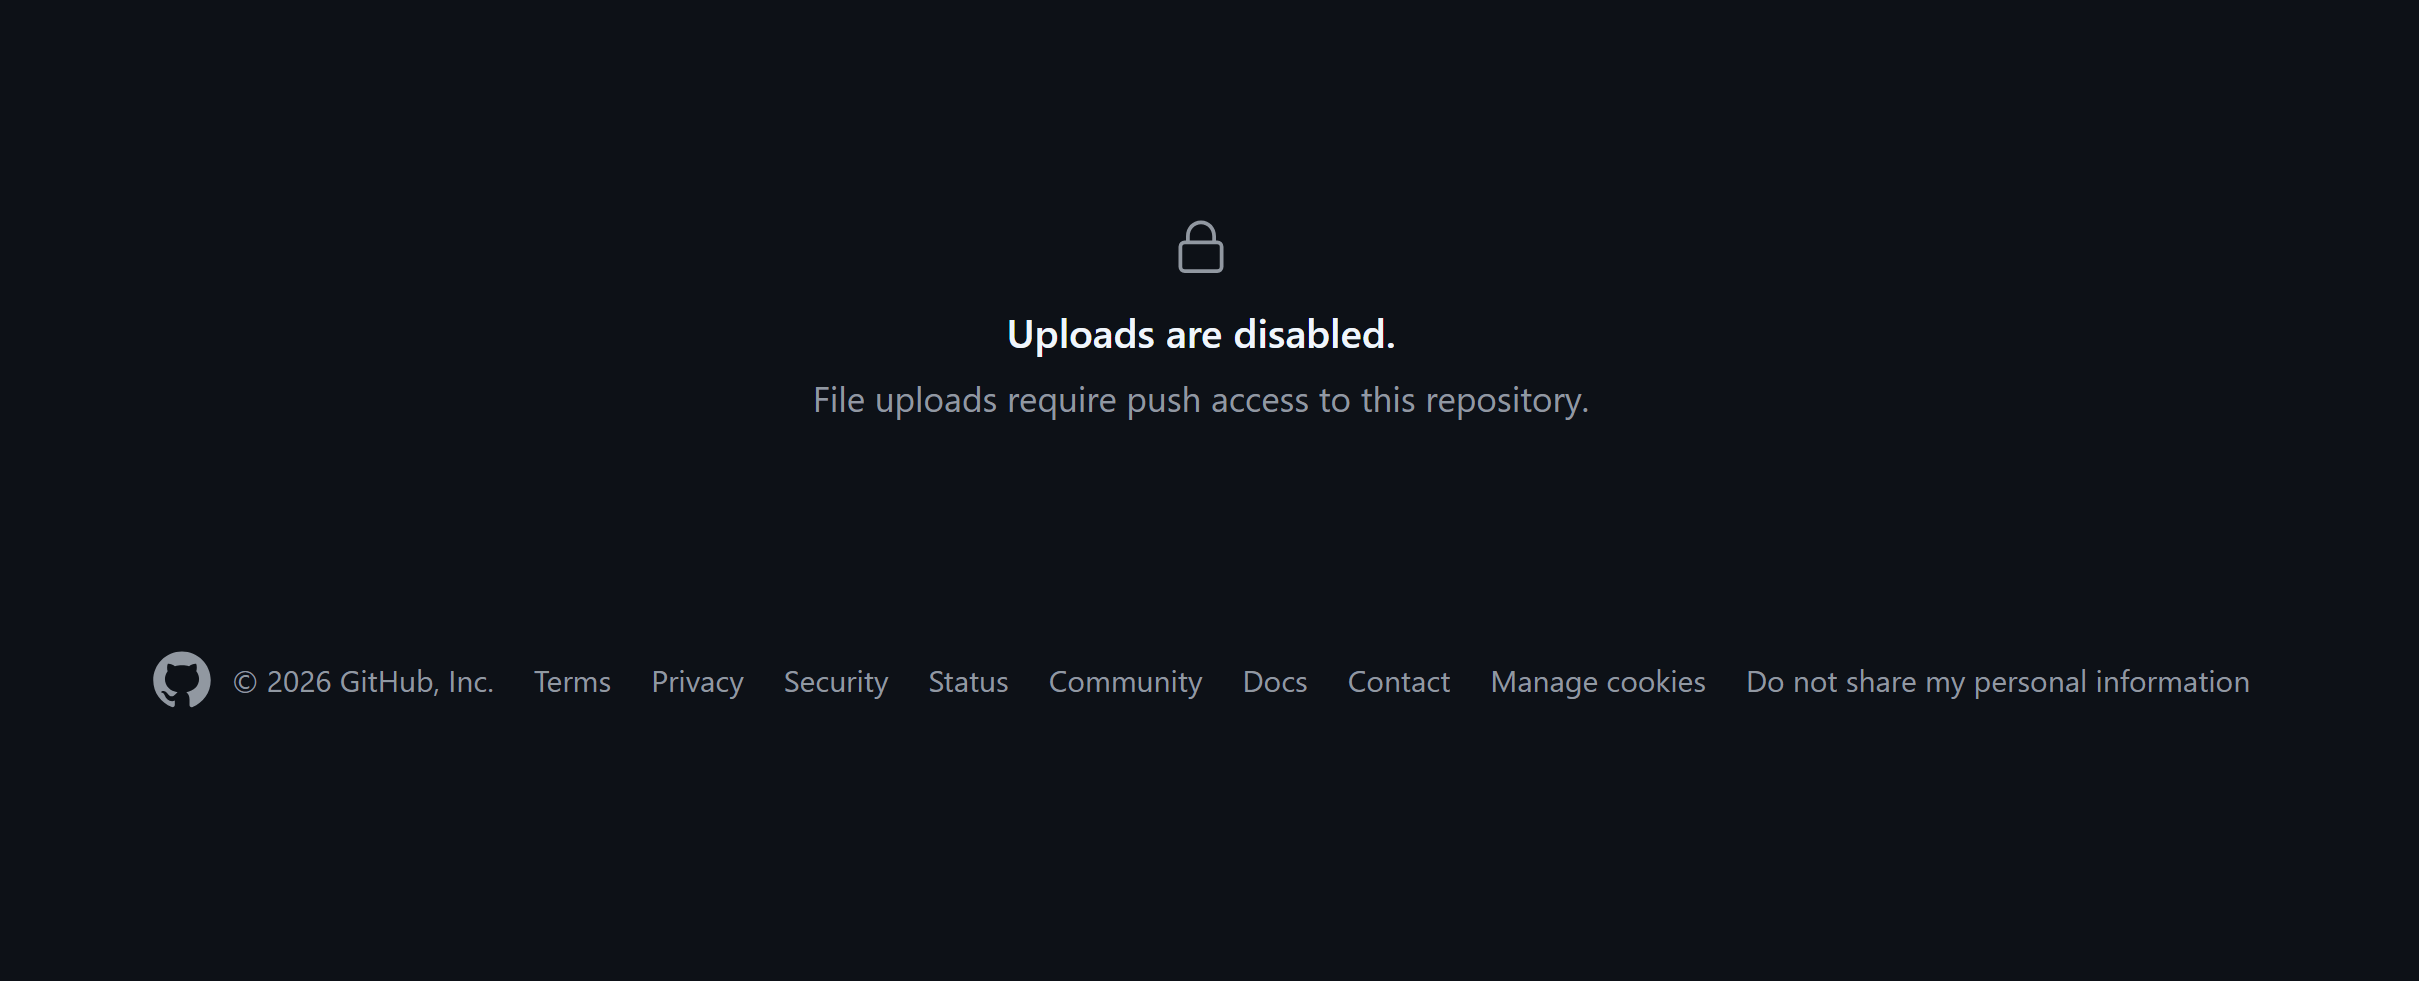 Uploads are disabled.
File uploads require push access to this repository.
© 2026 GitHub, Inc. Terms Privacy Security Status Community Docs Contact Manage cookies Do not share my personal information